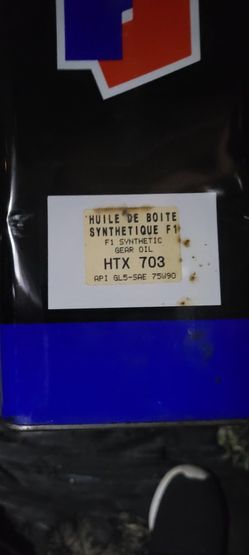 HUILE DE BOITE
SYNTHETIQUE F1
F1 SYNTHETIC
GEAR OIL
HTX 703
API GL5-SAE 75W90